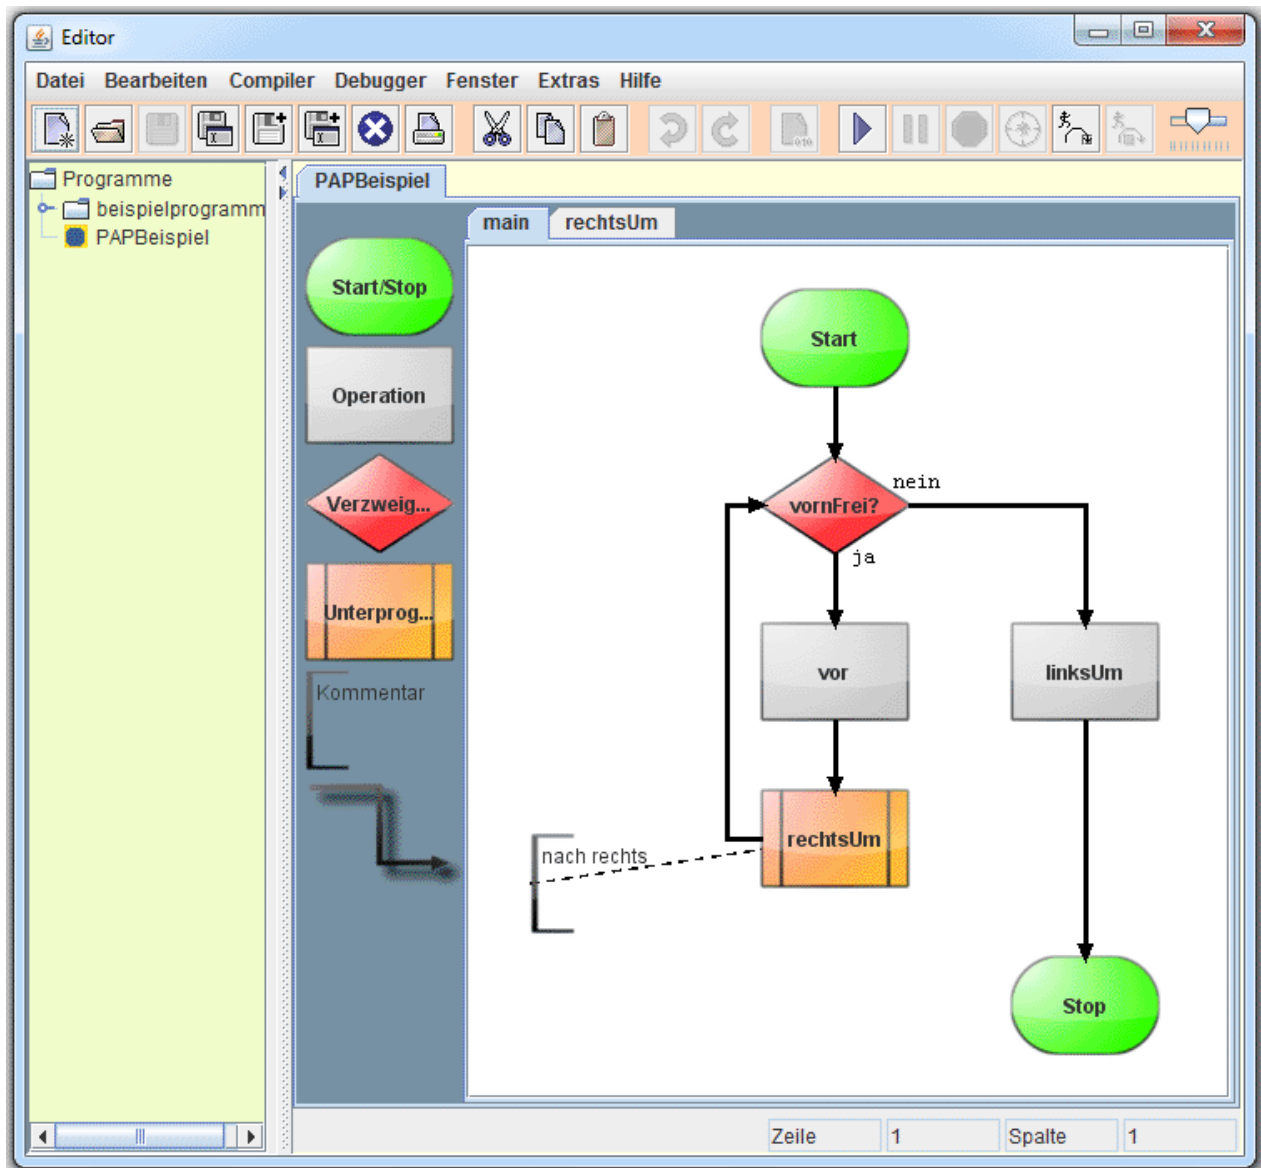 Editor
Datei Bearbeiten Compiler Debugger Fenster Extras Hilfe
Programme
beispielprogramm
PAPBeispiel
PAPBeispiel
main rechtsUm
Start/Stop
Operation
Verzweig...
Unterprog...
Kommentar
Start
vornFrei?
nein
ja
vor
linksUm
rechtsUm
nach rechts
Stop
Zeile 1 Spalte 1